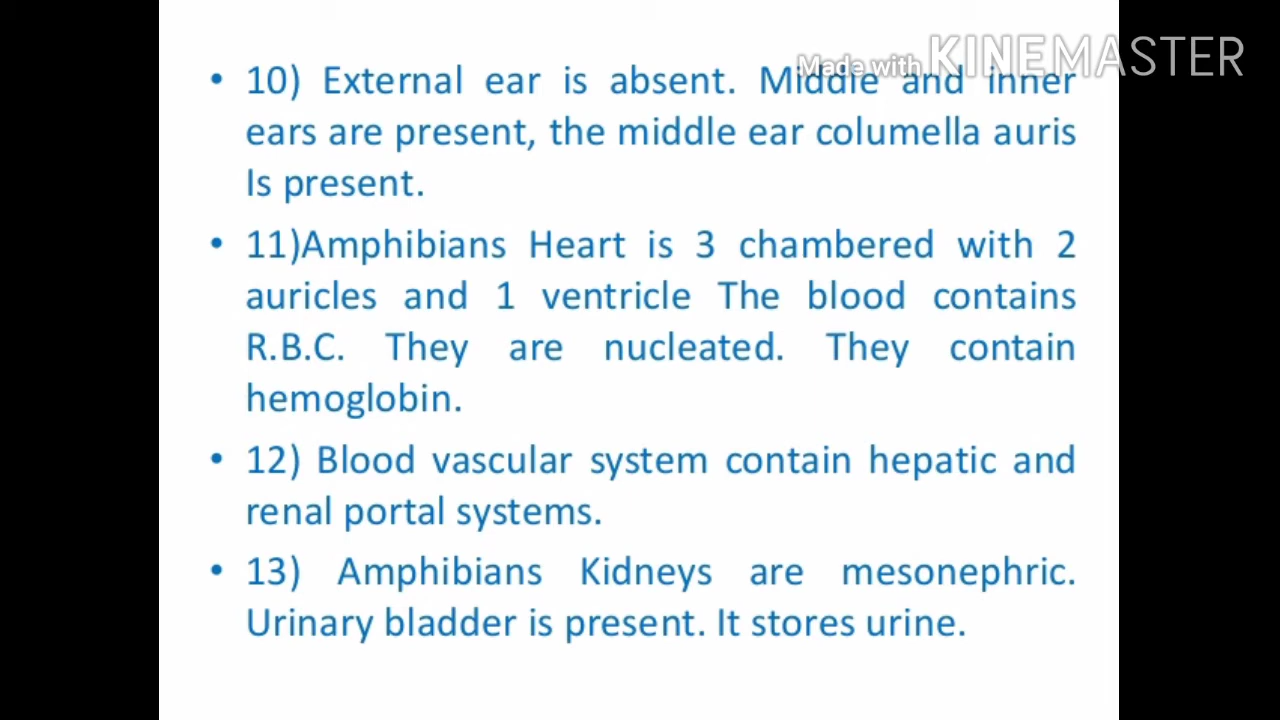 Made with KINEMASTER
• 10) External ear is absent. Middle and inner
ears are present, the middle ear columella auris
Is present.
• 11)Amphibians Heart is 3 chambered with 2
auricles and 1 ventricle The blood contains
R.B.C. They are nucleated. They contain
hemoglobin.
• 12) Blood vascular system contain hepatic and
renal portal systems.
• 13) Amphibians Kidneys are mesonephric.
Urinary bladder is present. It stores urine.